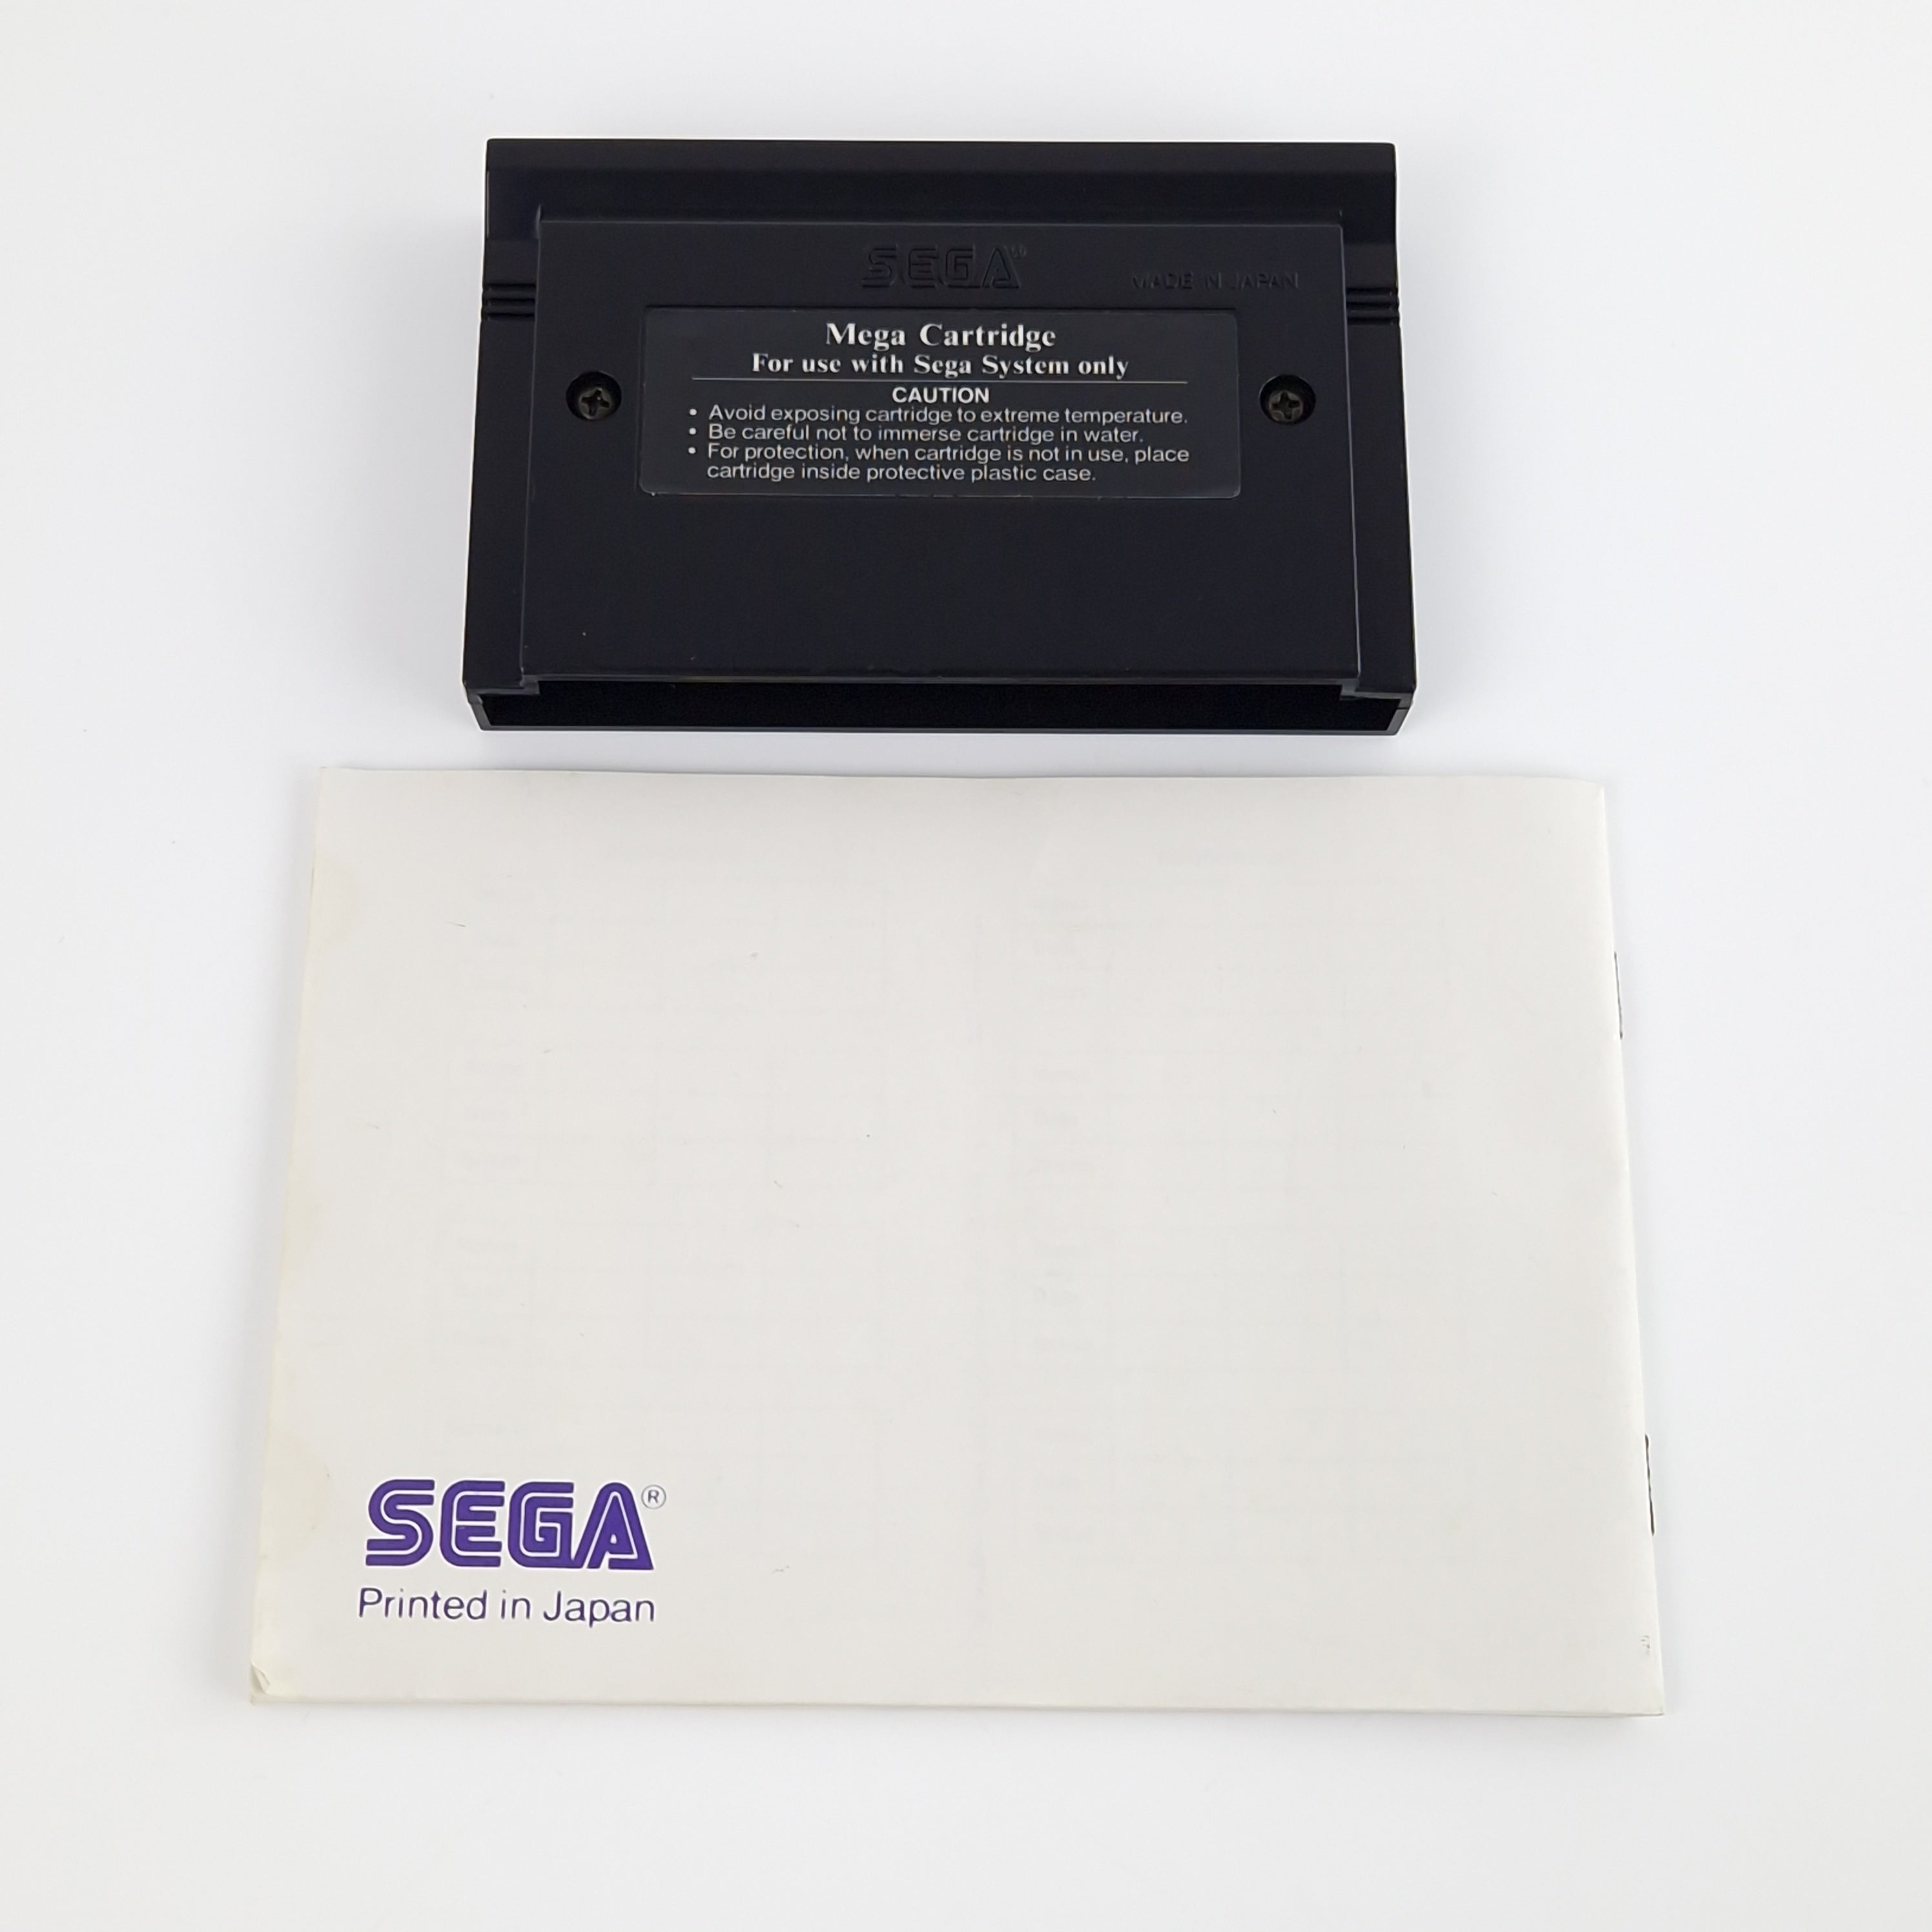 SEGA®
MADE IN JAPAN
Mega Cartridge
For use with Sega System only
CAUTION
• Avoid exposing cartridge to extreme temperature.
• Be careful not to immerse cartridge in water.
• For protection, when cartridge is not in use, place
cartridge inside protective plastic case.
SEGA®
Printed in Japan